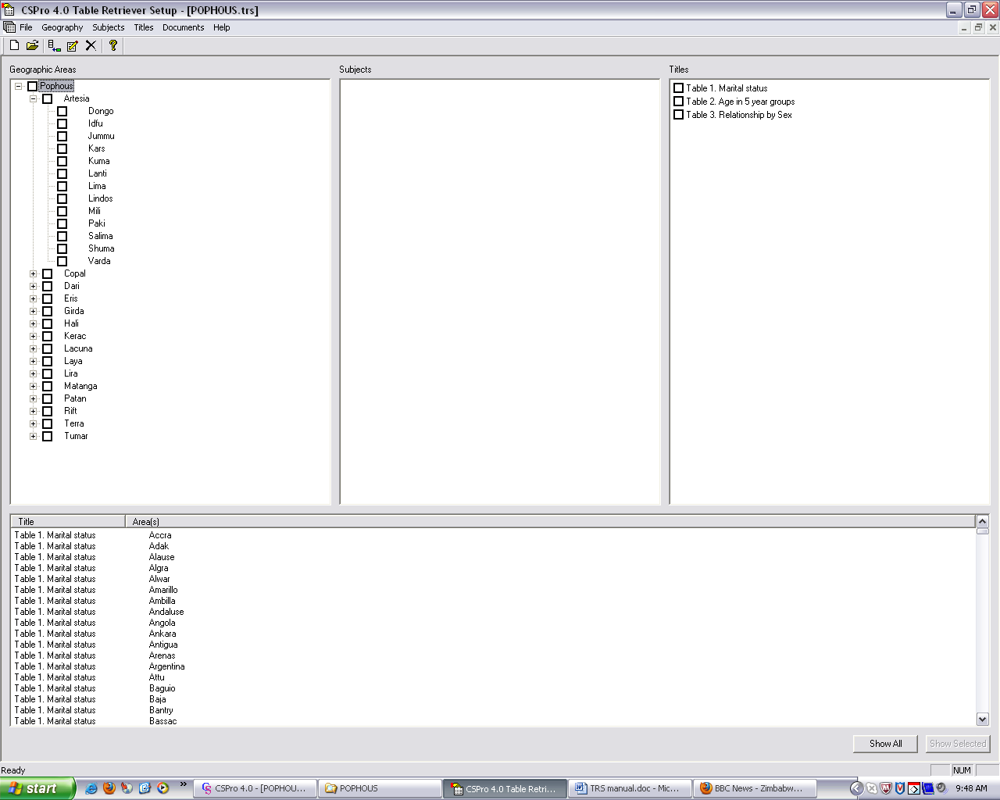 CSPro 4.0 Table Retriever Setup - [POPHOUS.trs]
File Geography Subjects Titles Documents Help
Geographic Areas Subjects Titles
Pophous
Artesia
Dongo
Idfu
Jummu
Kars
Kuma
Lanti
Lima
Lindos
Mili
Paki
Salima
Shuma
Varda
Copal
Dari
Eris
Girda
Hali
Kerac
Lacuna
Laya
Lira
Matanga
Patan
Rift
Terra
Tumar
Table 1. Marital status
Table 2. Age in 5 year groups
Table 3. Relationship by Sex
Title Area(s)
Table 1. Marital status Accra
Table 1. Marital status Adak
Table 1. Marital status Alause
Table 1. Marital status Algra
Table 1. Marital status Alwar
Table 1. Marital status Amarillo
Table 1. Marital status Ambilla
Table 1. Marital status Andaluse
Table 1. Marital status Angola
Table 1. Marital status Ankara
Table 1. Marital status Antigua
Table 1. Marital status Arenas
Table 1. Marital status Argentina
Table 1. Marital status Attu
Table 1. Marital status Baguio
Table 1. Marital status Baja
Table 1. Marital status Bantry
Table 1. Marital status Bassac
Show All Show Selected
Ready NUM
start CSPro 4.0 - [POPHOU... POPHOUS CSPro 4.0 Table Retri... TRS manual.doc - Mic... BBC News - Zimbabw... 9:48 AM